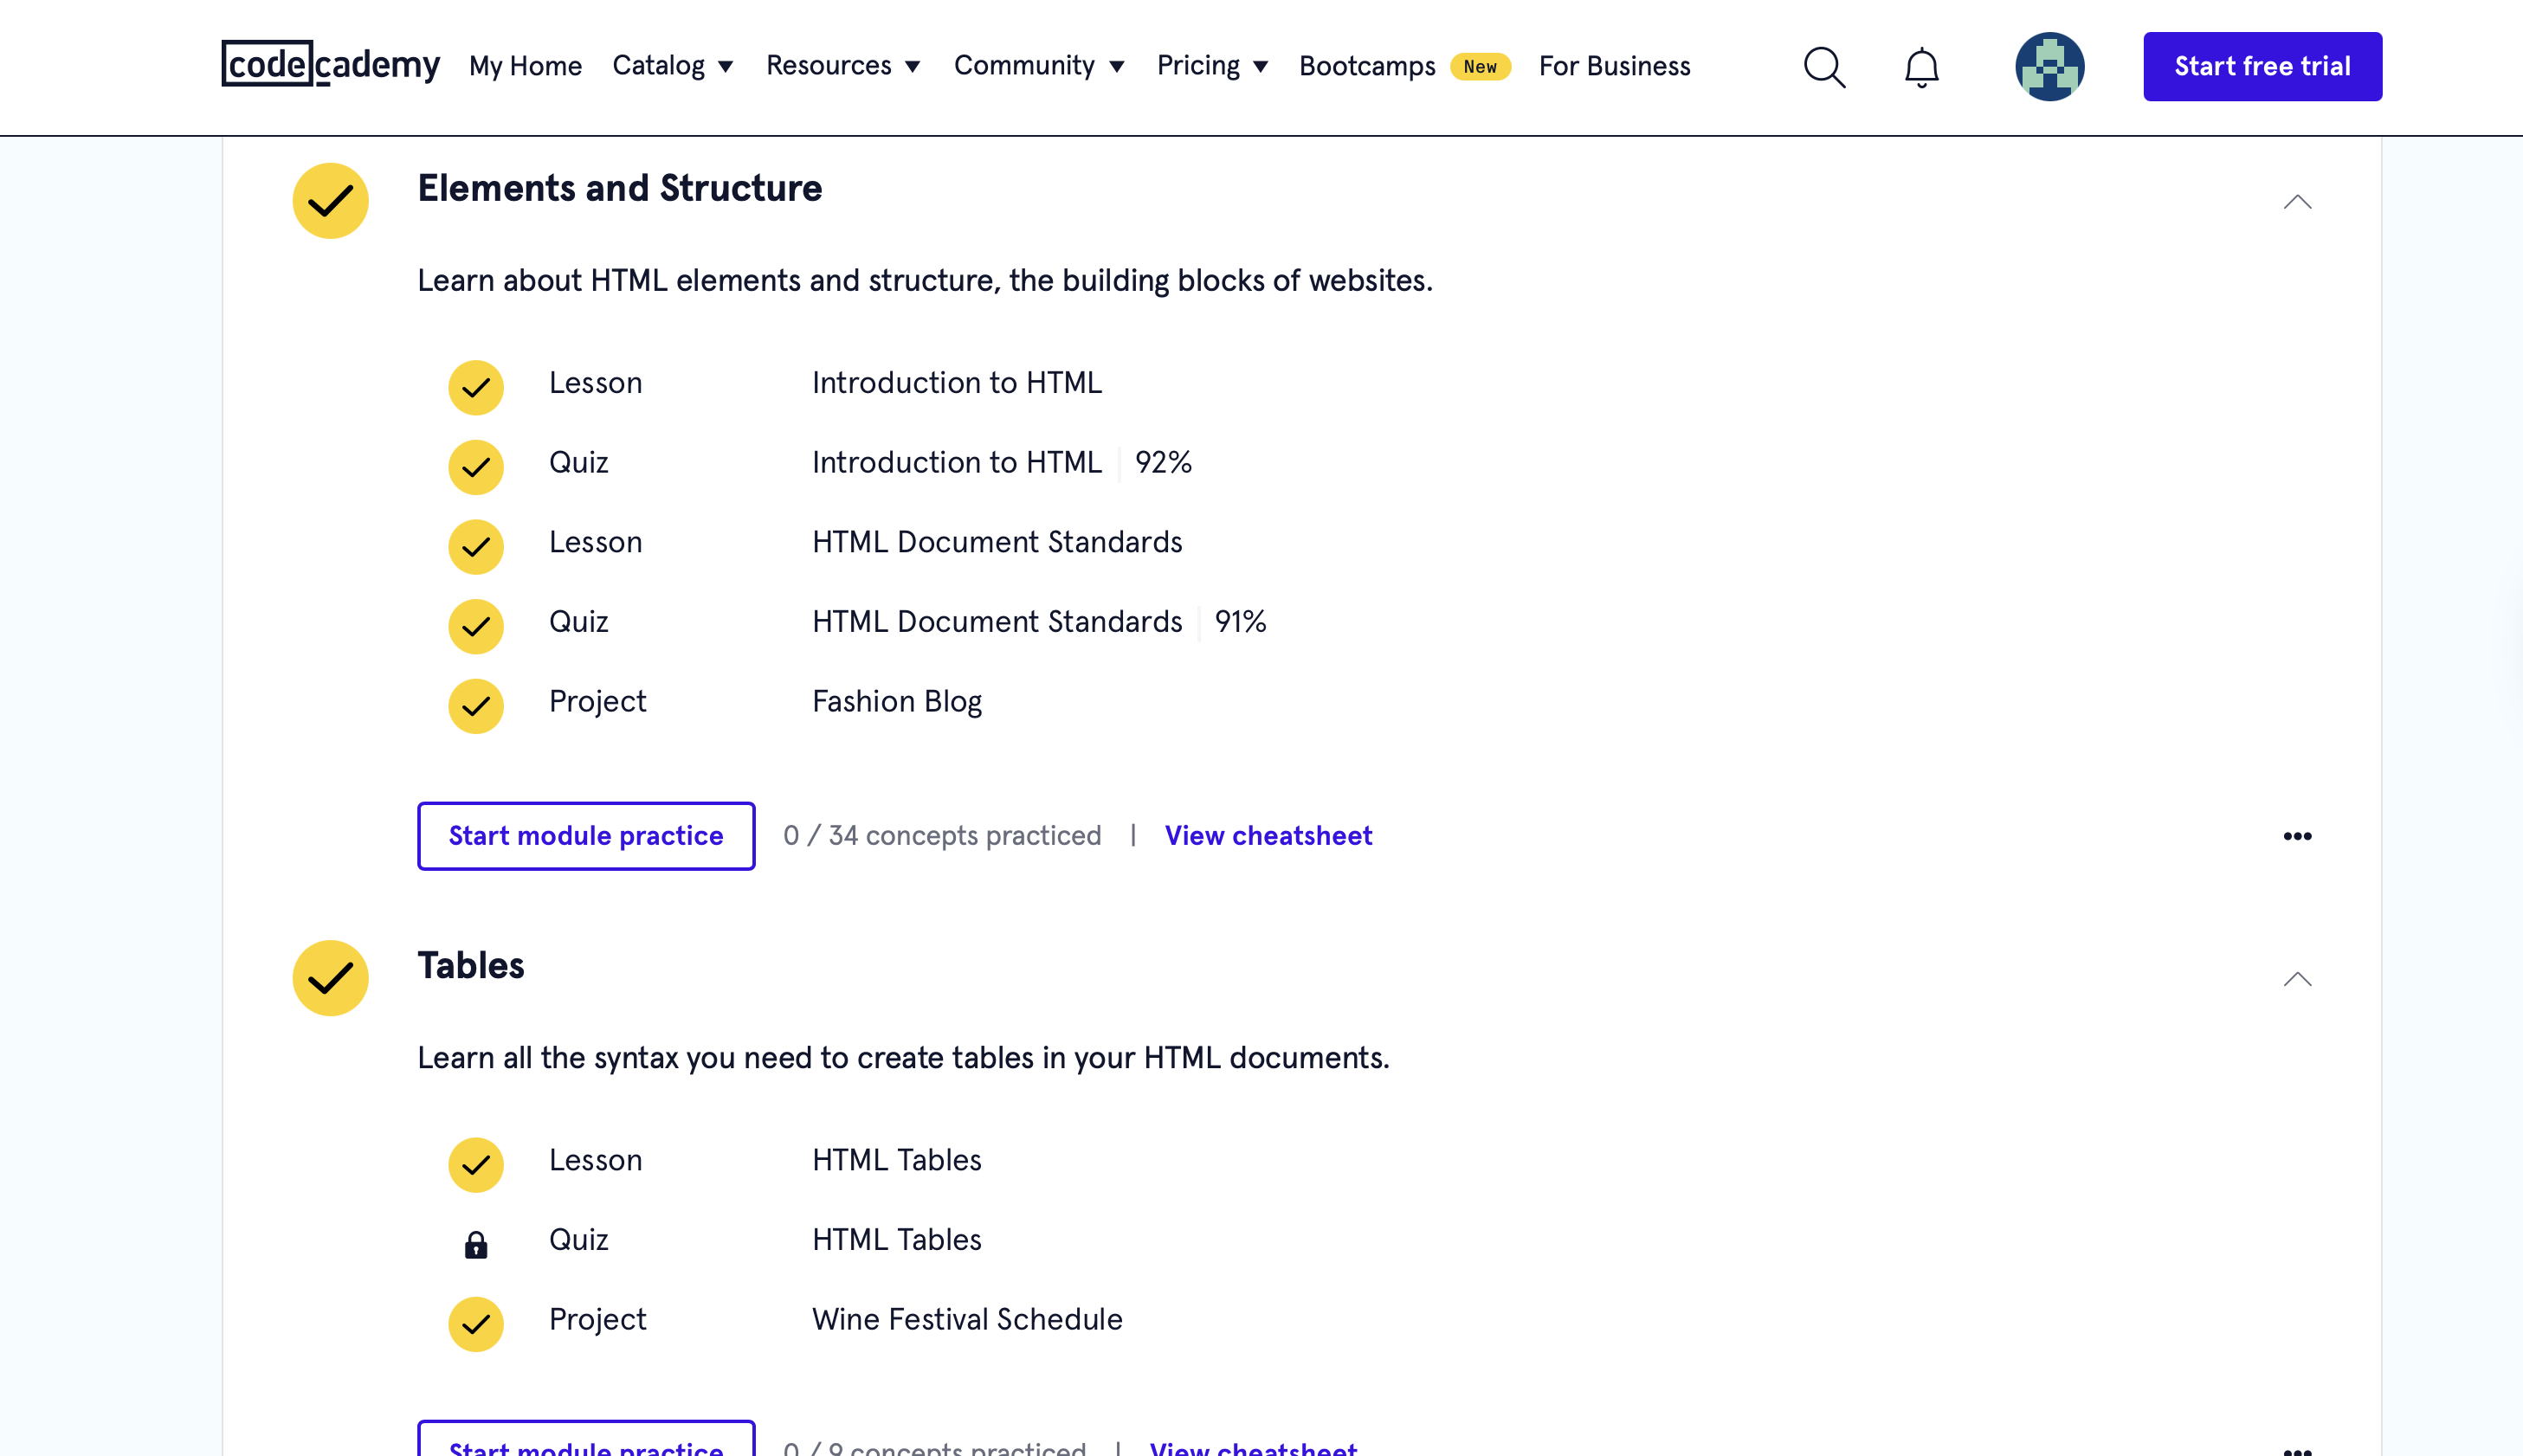 codecademy My Home Catalog Resources Community Pricing Bootcamps New For Business Start free trial
Elements and Structure
Learn about HTML elements and structure, the building blocks of websites.
Lesson Introduction to HTML
Quiz Introduction to HTML 92%
Lesson HTML Document Standards
Quiz HTML Document Standards 91%
Project Fashion Blog
Start module practice 0 / 34 concepts practiced | View cheatsheet
Tables
Learn all the syntax you need to create tables in your HTML documents.
Lesson HTML Tables
Quiz HTML Tables
Project Wine Festival Schedule
Start module practice 0 / 9 concepts practiced | View cheatsheet